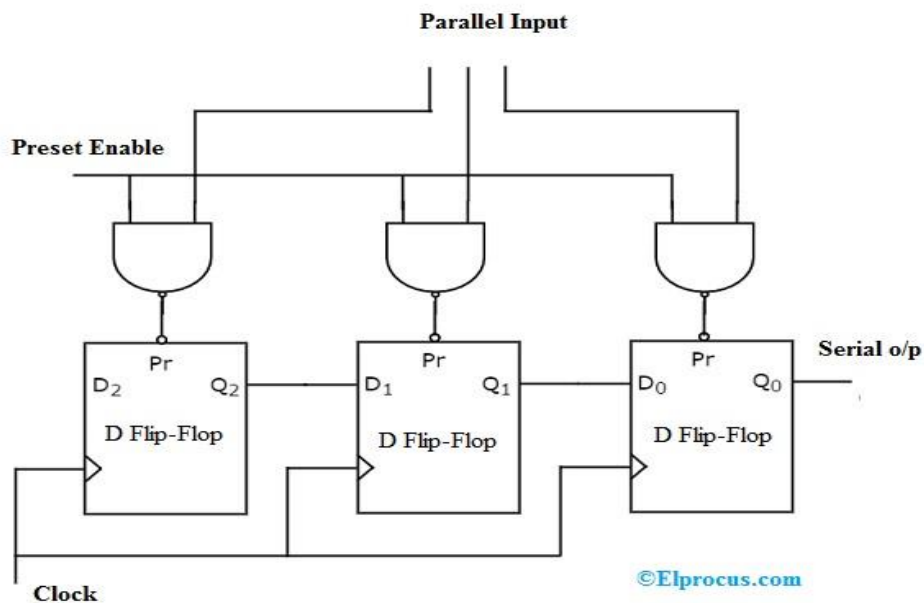 Parallel Input
Preset Enable
Pr
Pr
Pr
Serial o/p
D₂
Q₂
D₁
Q₁
D₀
Q₀
D Flip-Flop
D Flip-Flop
D Flip-Flop
©Elprocus.com
Clock